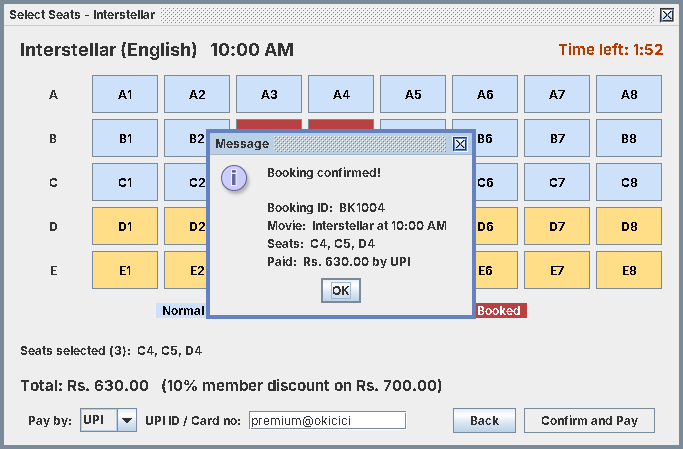 Select Seats - Interstellar
Interstellar (English) 10:00 AM
Time left: 1:52
A A1 A2 A3 A4 A5 A6 A7 A8
B B1 B2 B6 B7 B8
C C1 C2 C6 C7 C8
D D1 D2 D6 D7 D8
E E1 E2 E6 E7 E8
Normal Booked
Message
Booking confirmed!
Booking ID: BK1004
Movie: Interstellar at 10:00 AM
Seats: C4, C5, D4
Paid: Rs. 630.00 by UPI
OK
Seats selected (3): C4, C5, D4
Total: Rs. 630.00 (10% member discount on Rs. 700.00)
Pay by: UPI UPI ID / Card no: premium@okicici Back Confirm and Pay